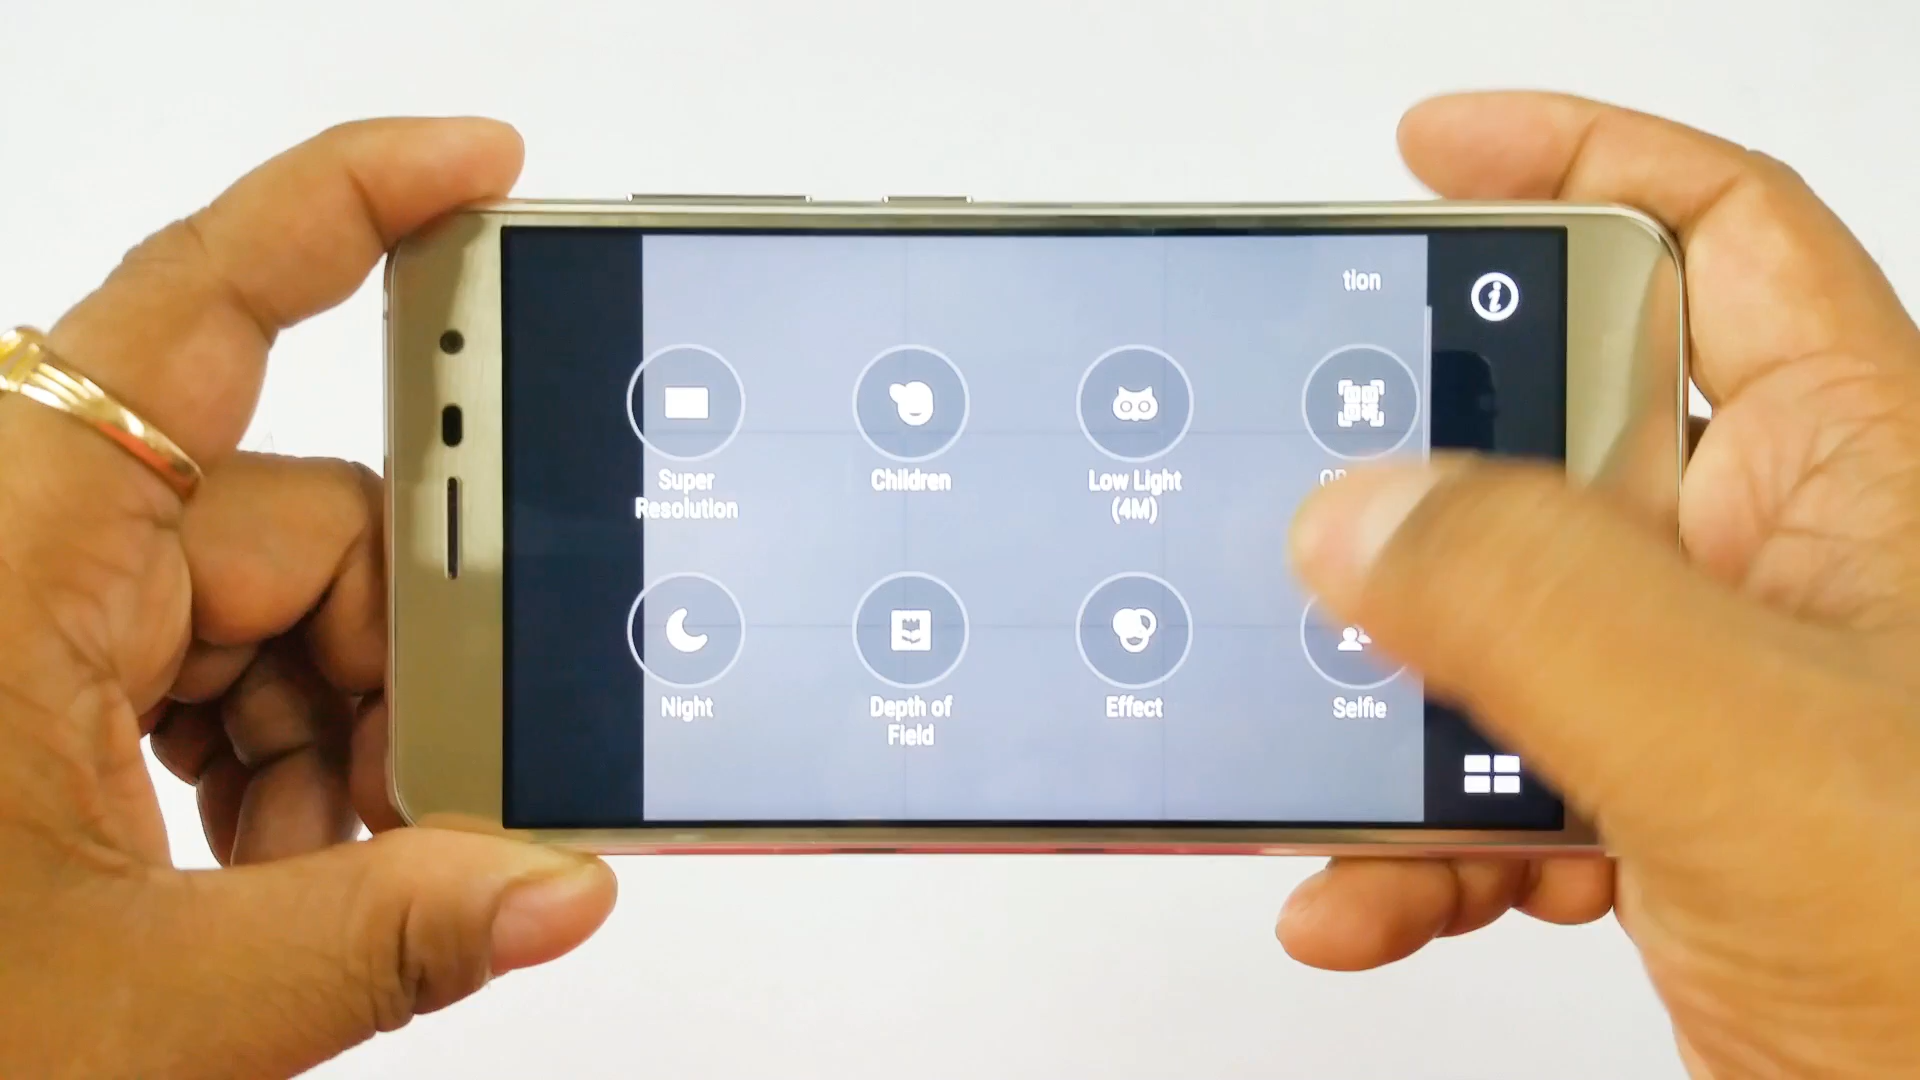 tion
Super
Resolution
Children
Low Light
(4M)
Night
Depth of
Field
Effect
Selfie